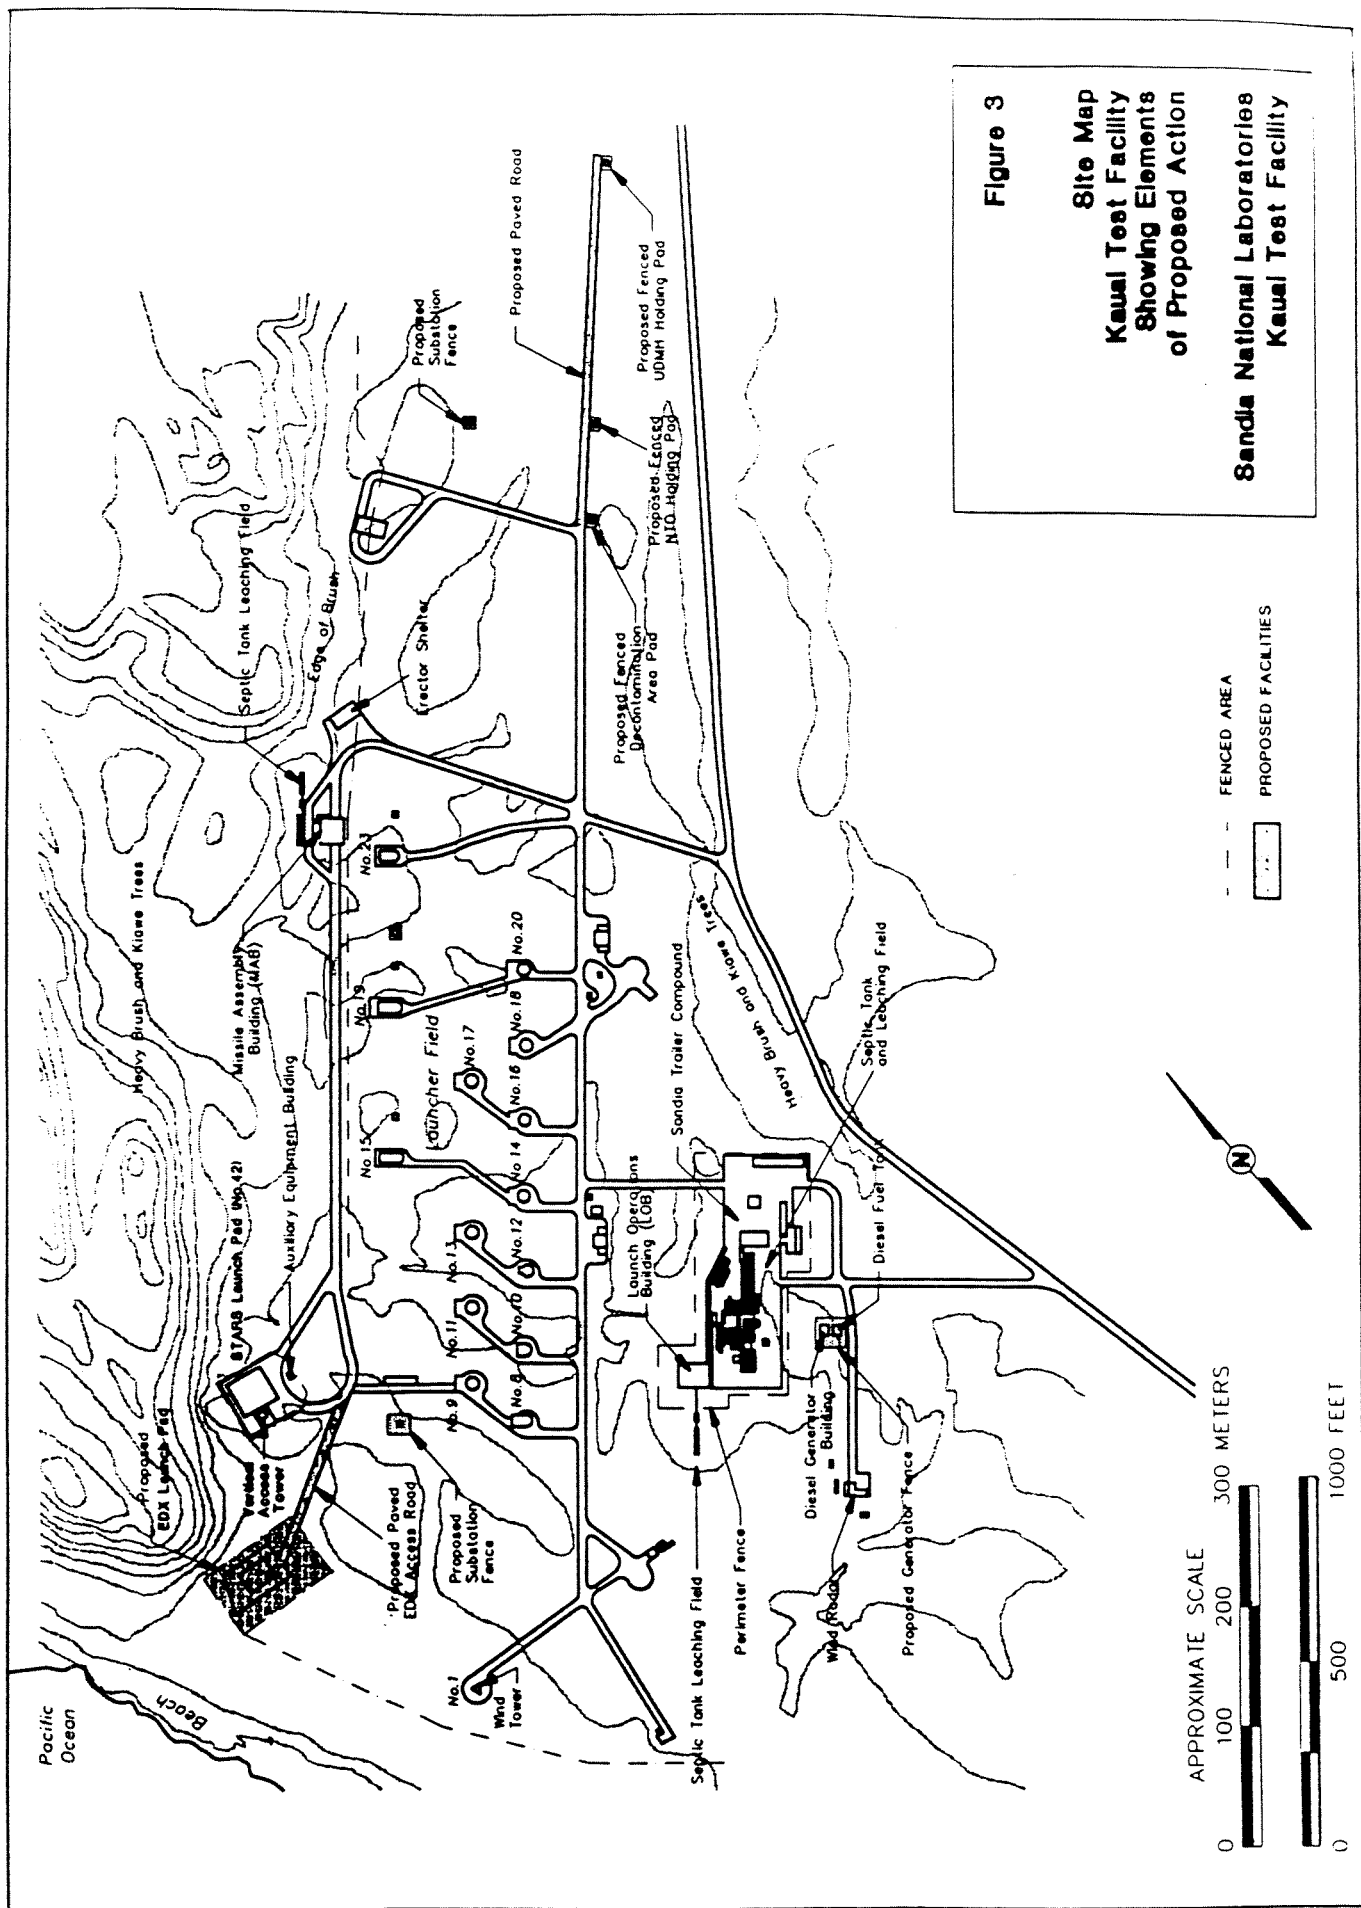 Pacific
Ocean
Beach
Proposed
EDX Launch Pad
Vertical
Access
Tower
STARS Launch Pad (No.42)
Auxiliary Equipment Building
Heavy Brush and Kiawe Trees
Missile Assembly
Building (MAB)
Septic Tank Leaching Field
Edge of Brush
Erector Shelter
Proposed
Substation
Fence
Proposed Paved Road
Proposed Paved
EDX Access Road
Proposed
Substation
Fence
No.1
Wind
Tower
No.9
No.8
No.11
No.10
No.13
No.12
No.15
No.14
Launcher Field
No.17
No.16
No.19
No.18
No.20
No.23
Proposed Fenced
Decontamination
Area Pad
Proposed Fenced
NTO Holding Pad
Proposed Fenced
UDMH Holding Pad
Septic Tank Leaching Field
Perimeter Fence
Launch Operations
Building (LOB)
Sandia Trailer Compound
Heavy Brush and Kiawe Trees
Septic Tank
and Leaching Field
Diesel Fuel Tank
Diesel Generator
Building
Wind
Proposed Generator Fence
N
FENCED AREA
PROPOSED FACILITIES
APPROXIMATE SCALE
0 100 200 300 METERS
0 500 1000 FEET
Figure 3
Site Map
Kauai Test Facility
Showing Elements
of Proposed Action
Sandia National Laboratories
Kauai Test Facility